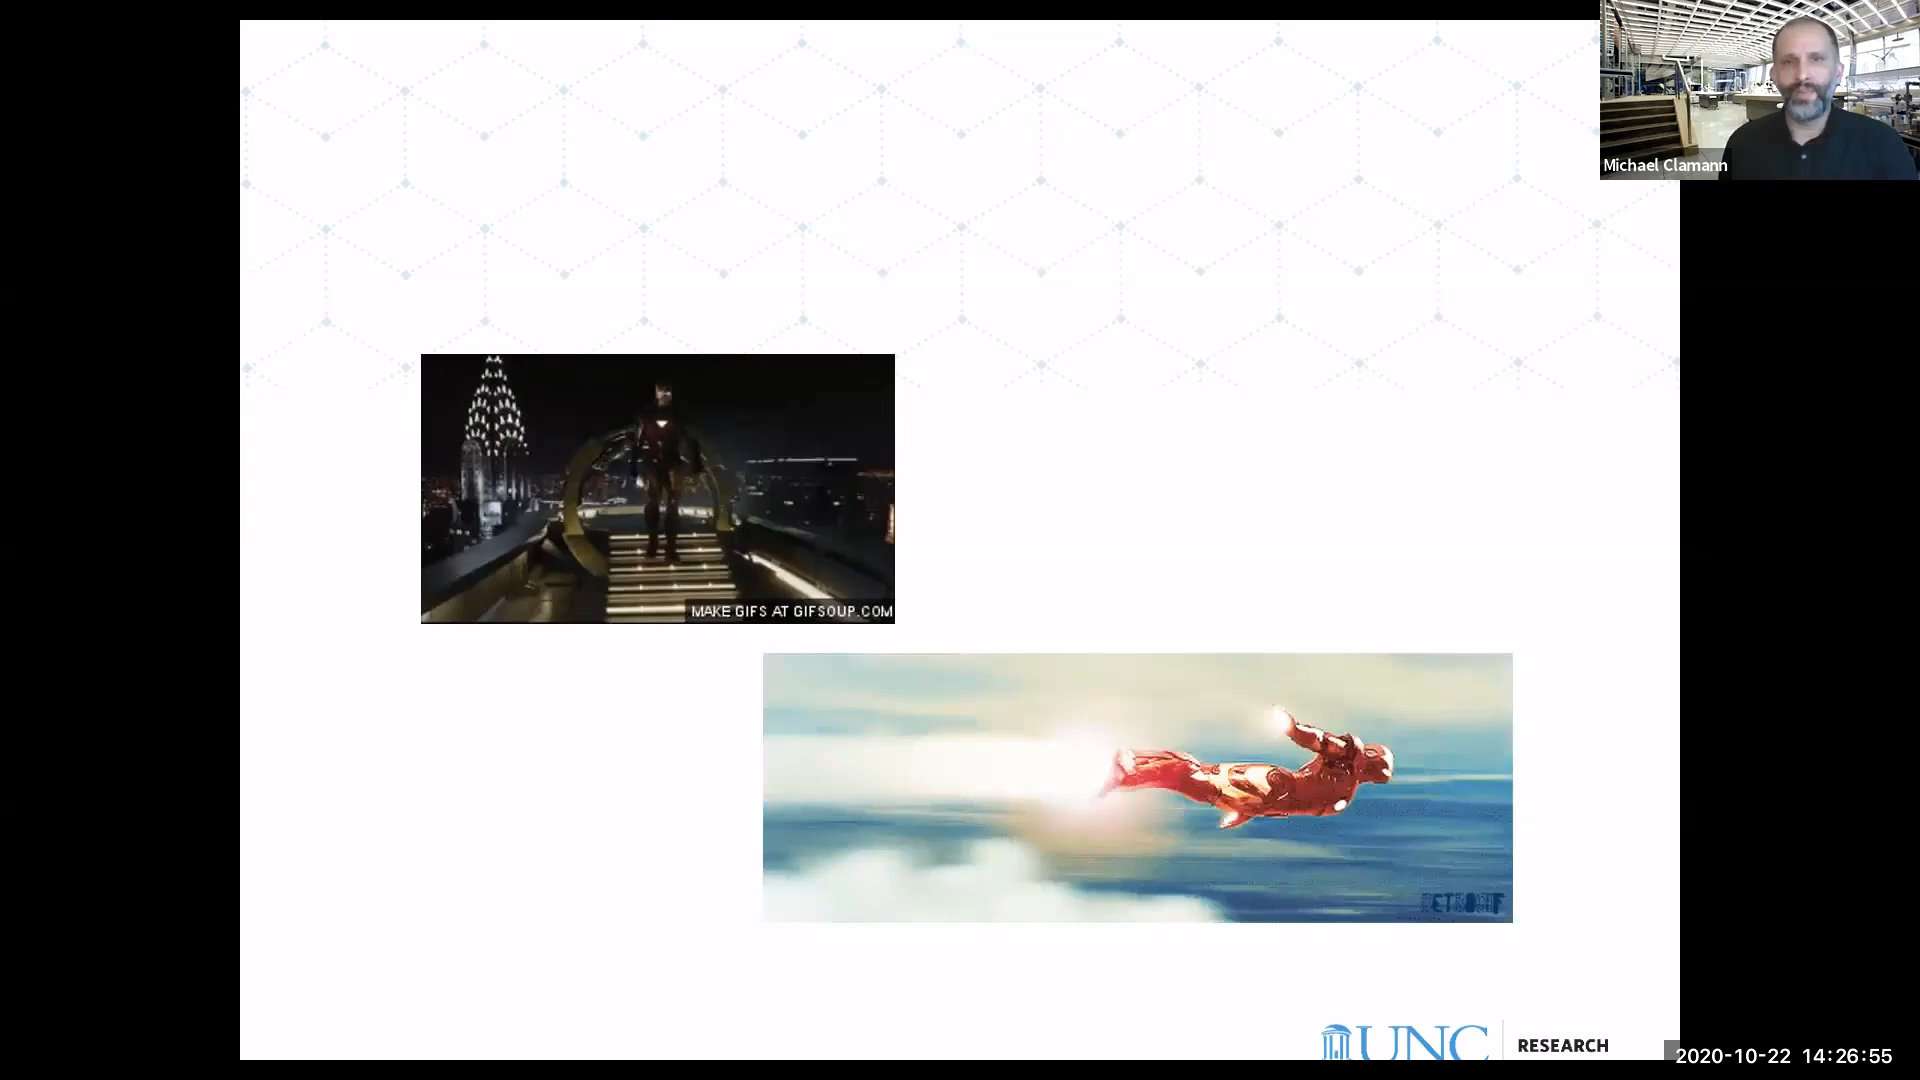 Michael Clamann
MAKE GIFS AT GIFSOUP.COM
UNC
RESEARCH
2020-10-22 14:26:55